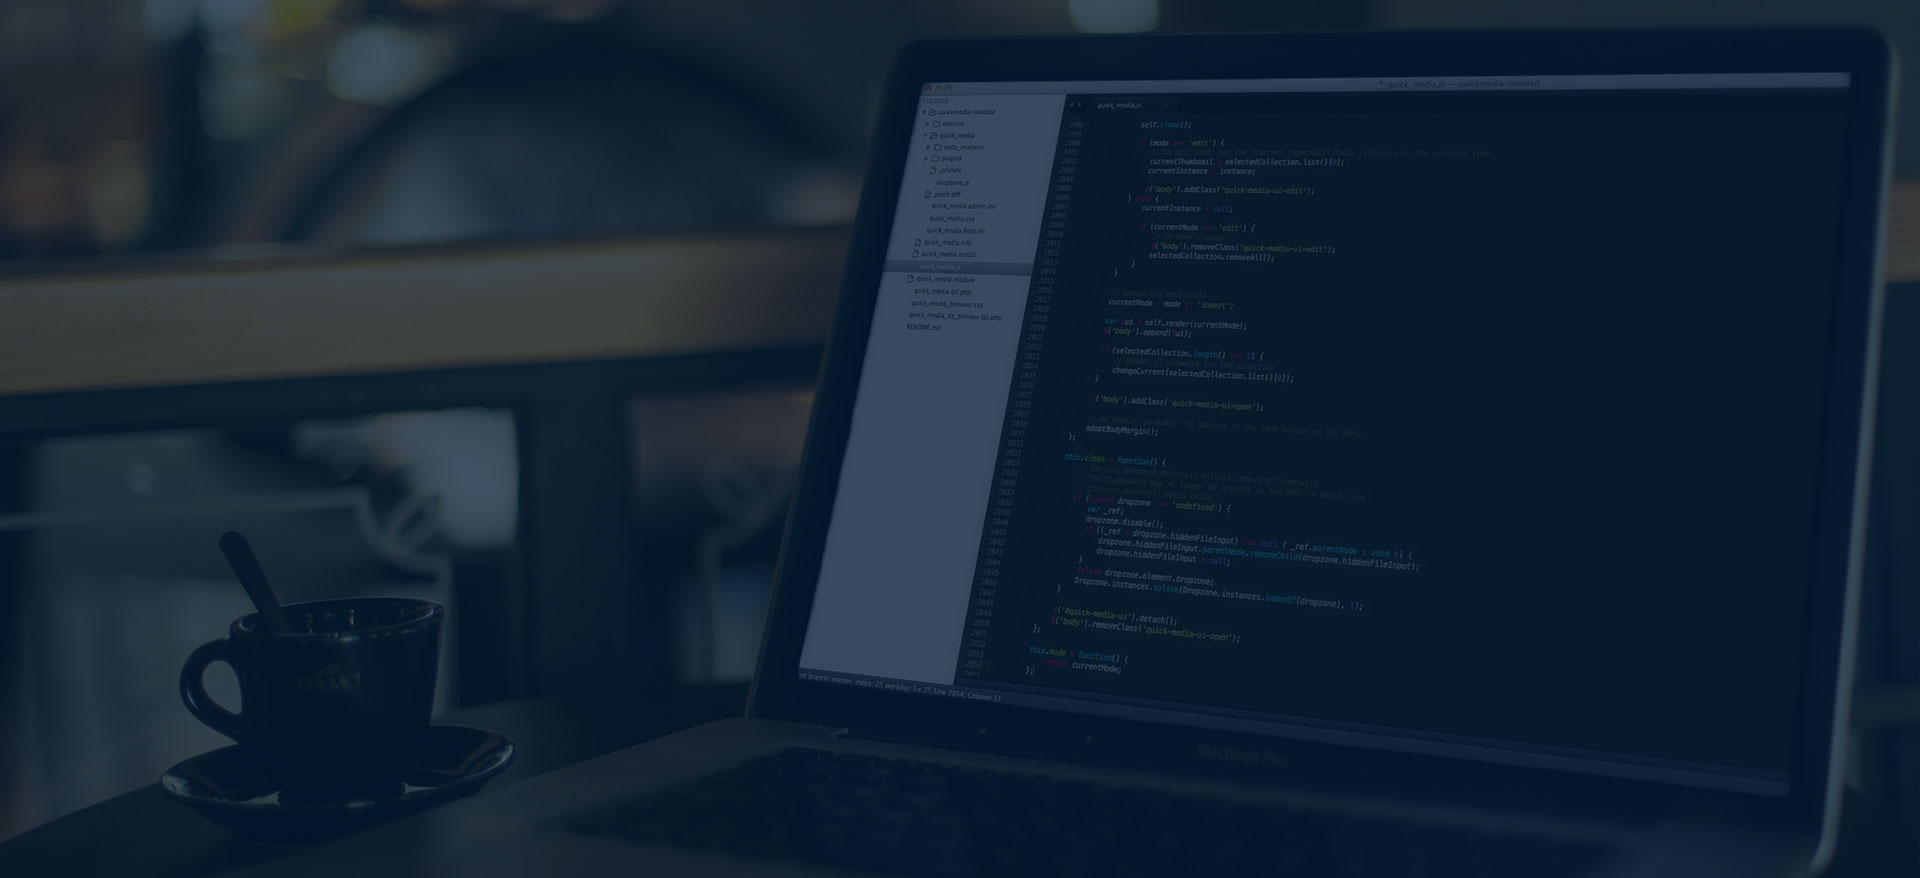 quick_media.js — quickmedia-isolated
FOLDERS
quickmedia-isolated
docroot
quick_media
node_modules
plugins
.jshintrc
dropzone.js
patch.diff
quick_media.admin.inc
quick_media.css
quick_media.field.inc
quick_media.info
quick_media.install
quick_media.js
quick_media.module
quick_media.tpl.php
quick_media_browser.css
quick_media_dz_preview.tpl.php
README.md
quick_media.js
self.close();
if (mode === 'edit') {
// In edit mode, set the "current thumbnail" Media reference to the selected item.
currentThumbnail = selectedCollection.list()[0];
currentInstance = instance;
$('body').addClass('quick-media-ui-edit');
} else {
currentInstance = null;
if (currentMode === 'edit') {
// Do some cleanup
$('body').removeClass('quick-media-ui-edit');
selectedCollection.removeAll();
}
}
// Update the mode state
currentMode = mode || 'insert';
var $ui = self.render(currentMode);
$('body').append($ui);
if (selectedCollection.length() === 1) {
// Render UI elements for the selection
changeCurrent(selectedCollection.list()[0]);
}
$('body').addClass('quick-media-ui-open');
// We should (probably) be subject to the same margin as the body.
adoptBodyMargin();
};
this.close = function() {
// Emulate dropzone.destroy() without removing thumbnails.
// The thumbnails may no longer be present in the DOM, in which case
// dropzone.destroy() would choke.
if (typeof dropzone !== 'undefined') {
var _ref;
dropzone.disable();
if ((_ref = dropzone.hiddenFileInput) !== null ? _ref.parentNode : void 0) {
dropzone.hiddenFileInput.parentNode.removeChild(dropzone.hiddenFileInput);
dropzone.hiddenFileInput = null;
}
delete dropzone.element.dropzone;
Dropzone.instances.splice(Dropzone.instances.indexOf(dropzone), 1);
}
$('#quick-media-ui').detach();
$('body').removeClass('quick-media-ui-open');
};
this.mode = function() {
return currentMode;
};
branch: master, index: 2?, working: 1≠ 2?, Line 2054, Column 11
MacBook Pro
TIAMO